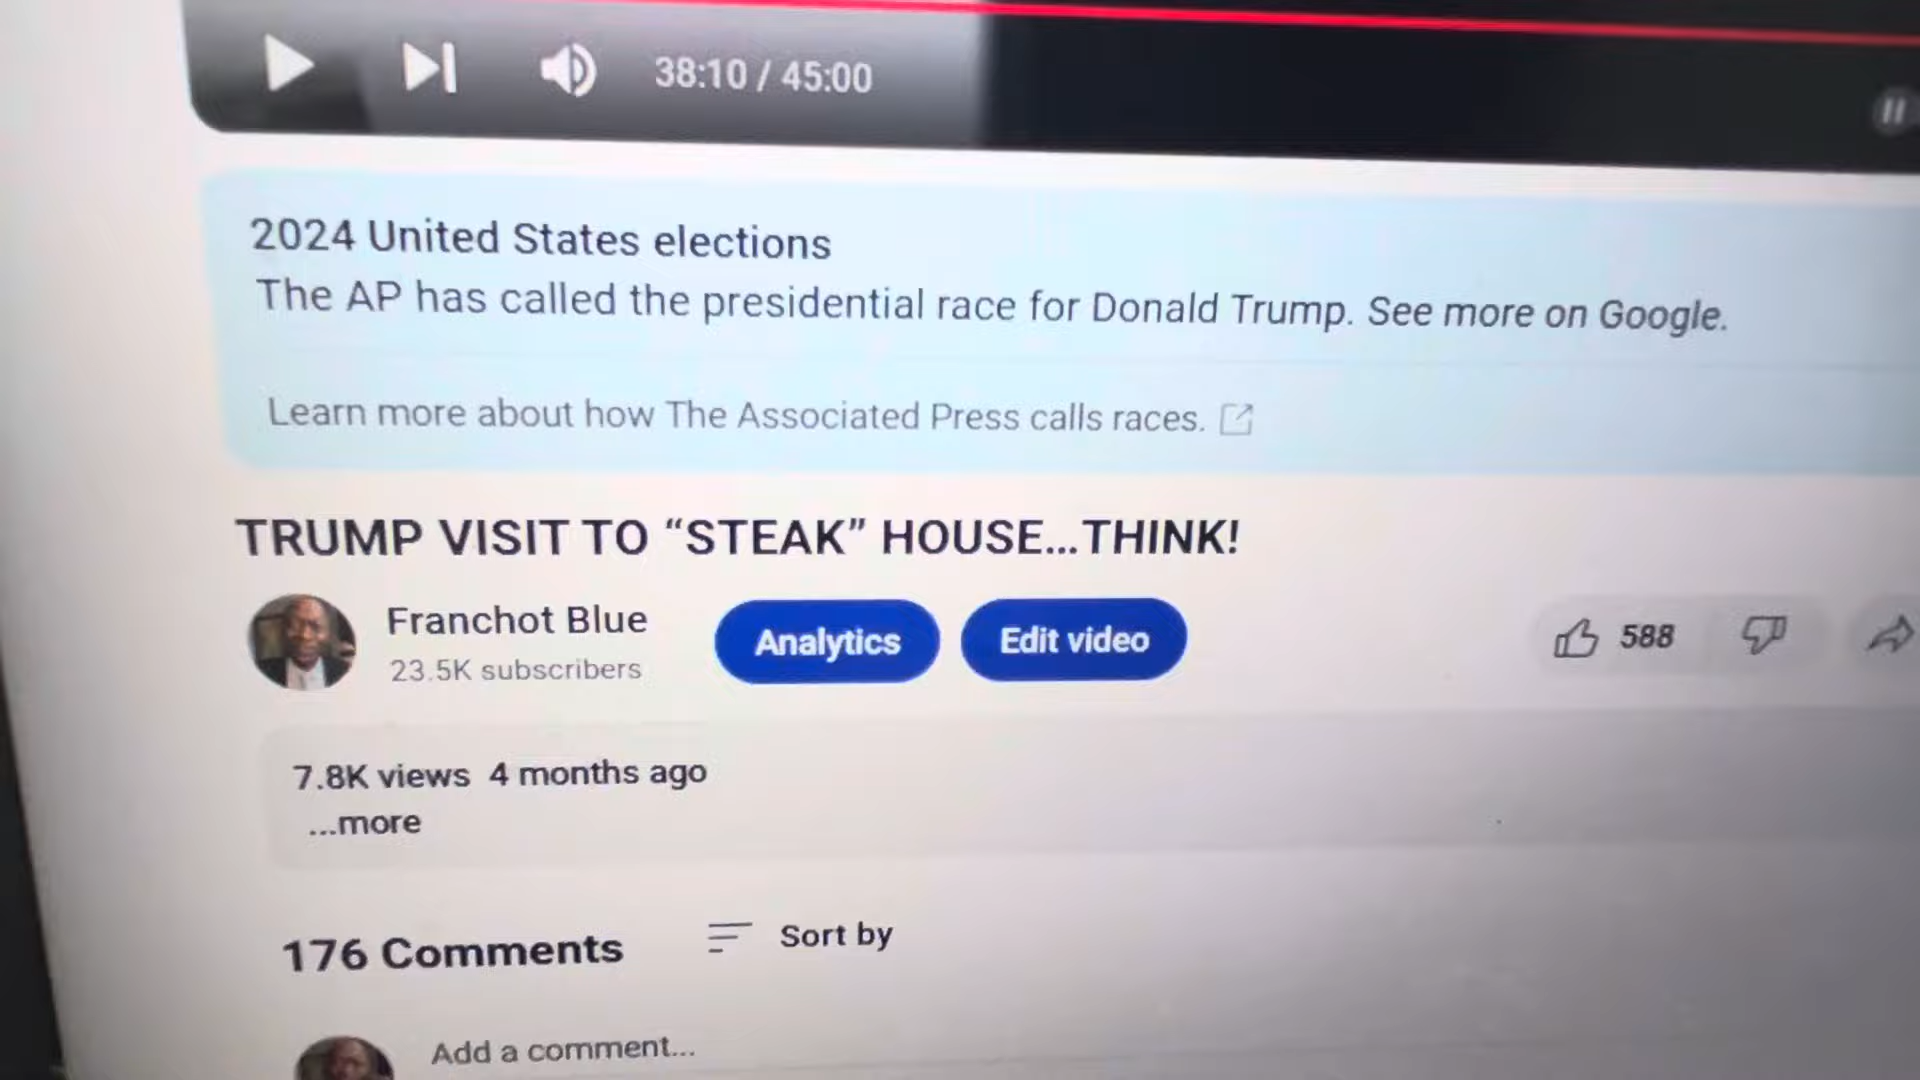 38:10 / 45:00
2024 United States elections
The AP has called the presidential race for Donald Trump. See more on Google.
Learn more about how The Associated Press calls races.
TRUMP VISIT TO “STEAK” HOUSE...THINK!
Franchot Blue
23.5K subscribers
Analytics
Edit video
588
7.8K views 4 months ago
...more
176 Comments
Sort by
Add a comment...